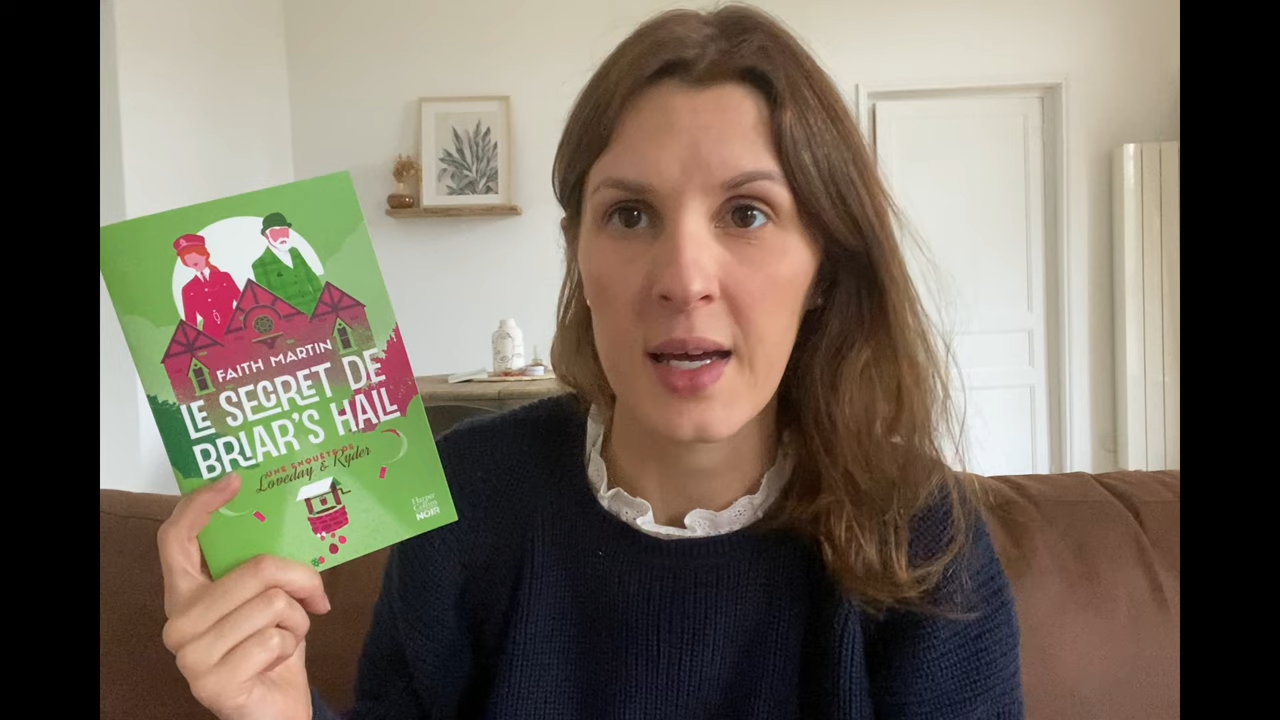 FAITH MARTIN
LE SECRET DE
BRIAR'S HALL
UNE ENQUÊTE DE
Loveday & Ryder
Harper
Collins
NOIR